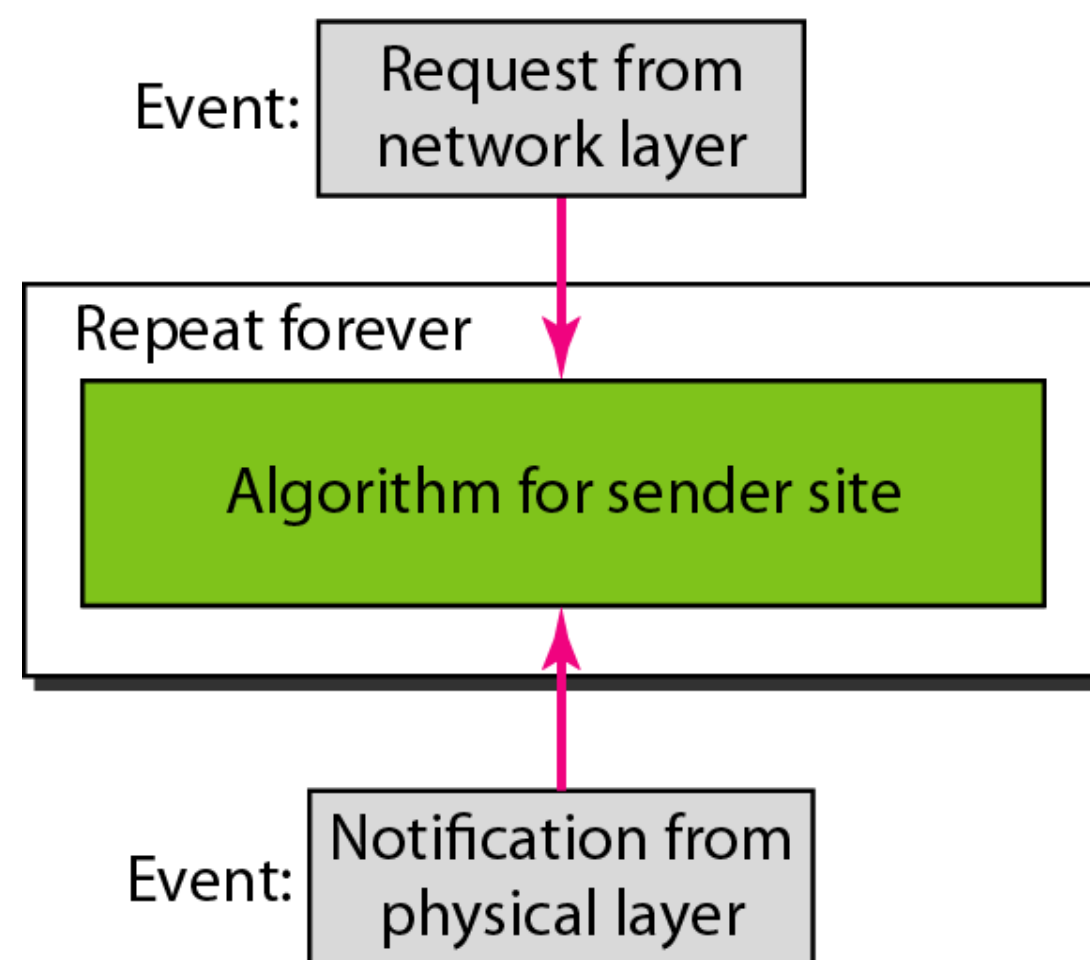 Event:
Request from
network layer
Repeat forever
Algorithm for sender site
Event:
Notification from
physical layer